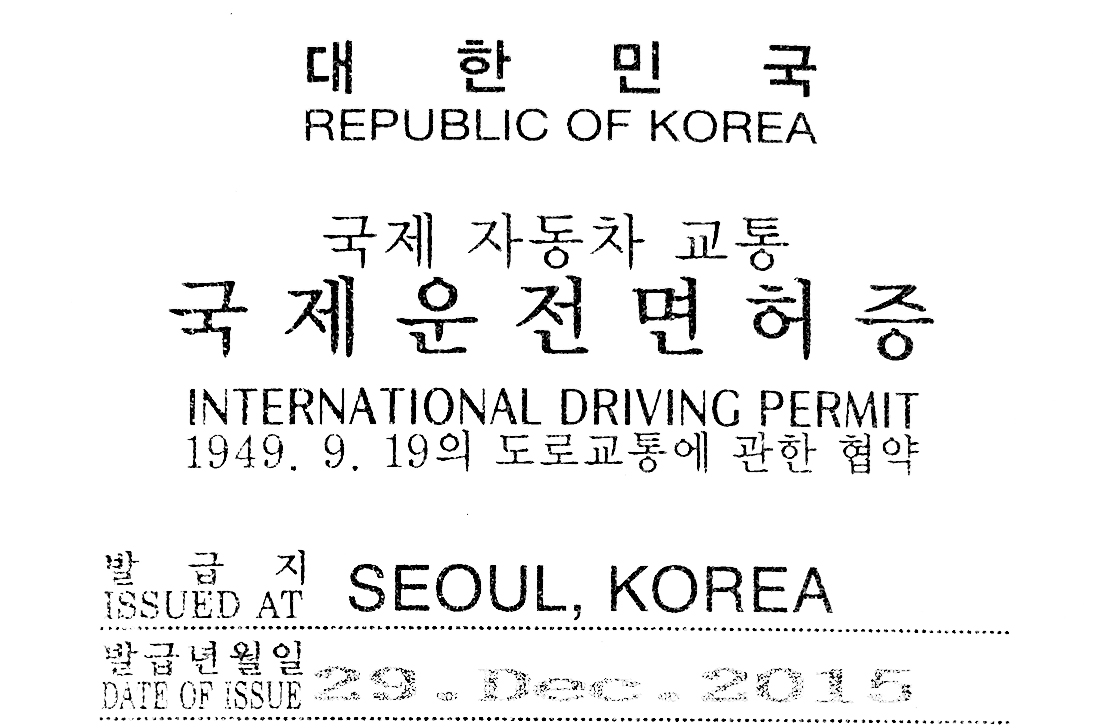 대 한 민 국
REPUBLIC OF KOREA
국제 자동차 교통
국 제 운 전 면 허 증
INTERNATIONAL DRIVING PERMIT
1949. 9. 19의 도로교통에 관한 협약
발 급 지
ISSUED AT SEOUL, KOREA
발급년월일
DATE OF ISSUE 29. Dec. 2015